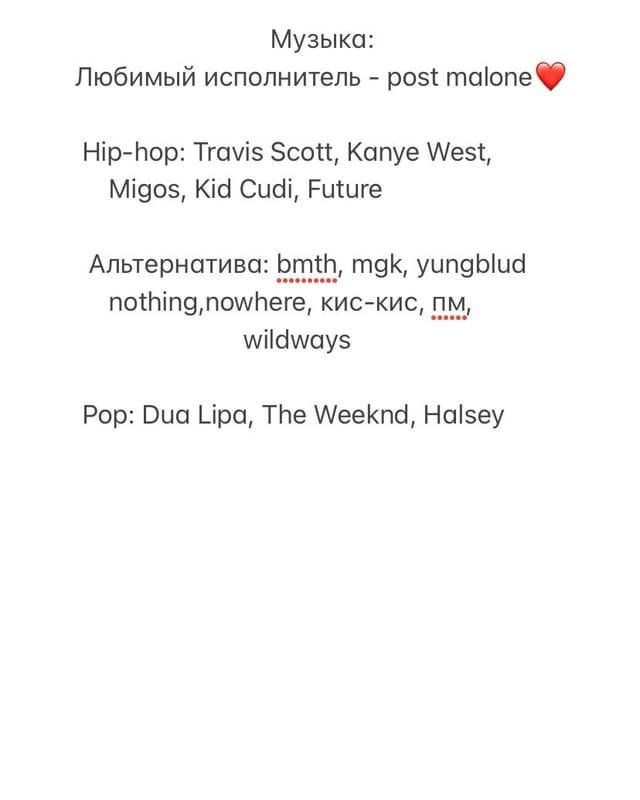 Музыка:
Любимый исполнитель - post malone❤️
Hip-hop: Travis Scott, Kanye West,
Migos, Kid Cudi, Future
Альтернатива: bmth, mgk, yungblud
nothing,nowhere, кис-кис, пм,
wildways
Pop: Dua Lipa, The Weeknd, Halsey